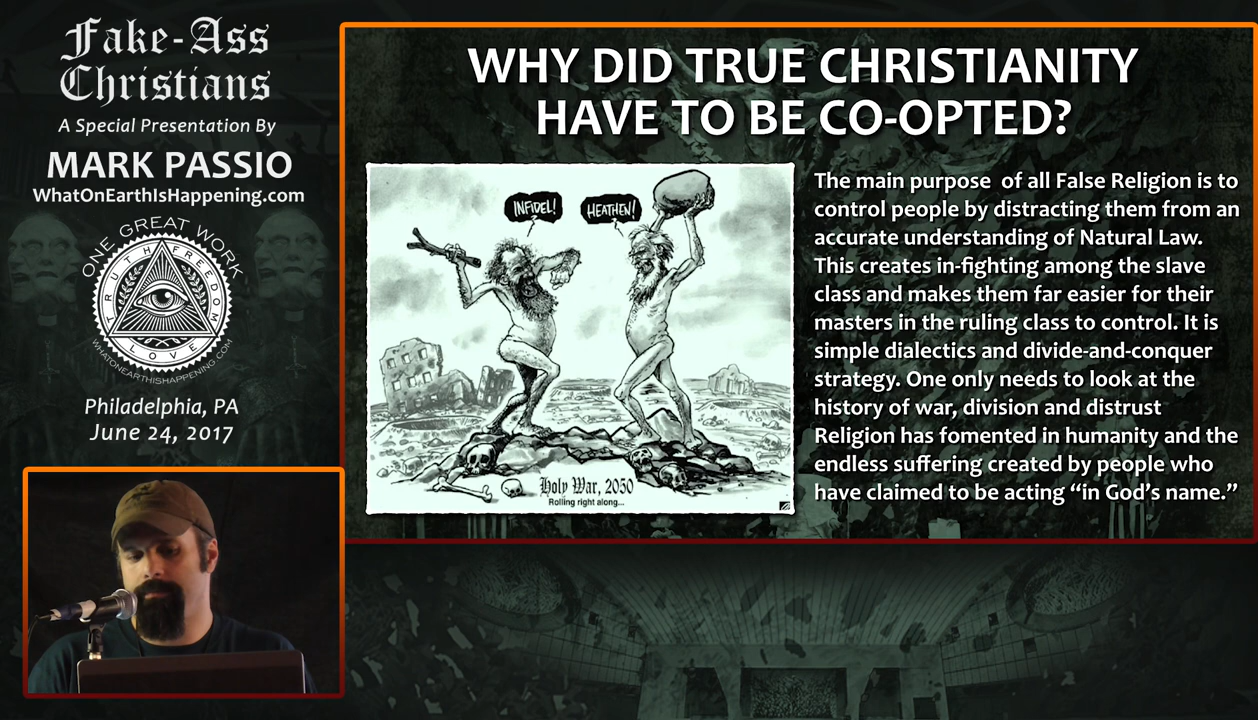 Fake-Ass
Christians
A Special Presentation By
MARK PASSIO
WhatOnEarthIsHappening.com
ONE GREAT WORK
TRUTH
FREEDOM
LOVE
WHATONEARTHISHAPPENING.COM
Philadelphia, PA
June 24, 2017
WHY DID TRUE CHRISTIANITY
HAVE TO BE CO-OPTED?
INFIDEL!
HEATHEN!
Holy War, 2050
Rolling right along...
The main purpose of all False Religion is to
control people by distracting them from an
accurate understanding of Natural Law.
This creates in-fighting among the slave
class and makes them far easier for their
masters in the ruling class to control. It is
simple dialectics and divide-and-conquer
strategy. One only needs to look at the
history of war, division and distrust
Religion has fomented in humanity and the
endless suffering created by people who
have claimed to be acting “in God’s name.”